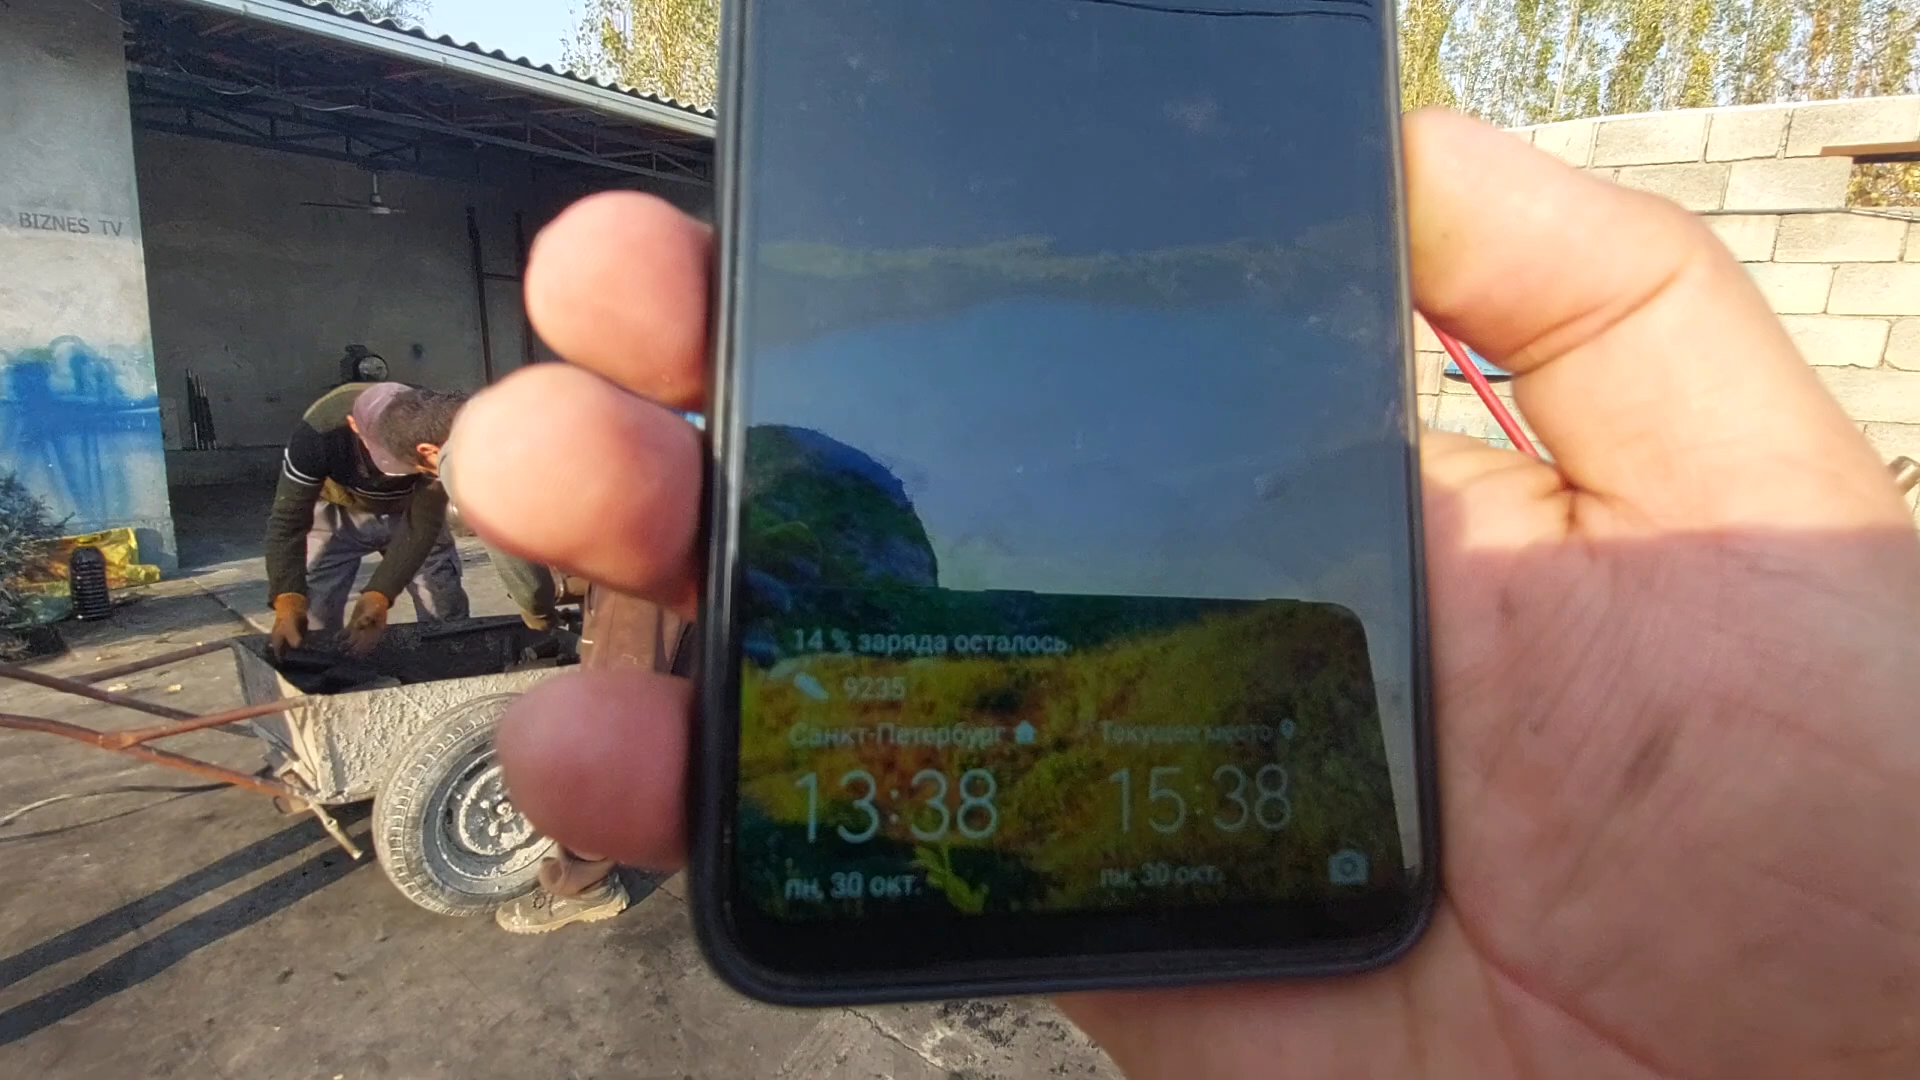 BIZNES TV
14 % заряда осталось
9235
Санкт-Петербург
Текущее место
13:38
15:38
пн, 30 окт.
пн, 30 окт.